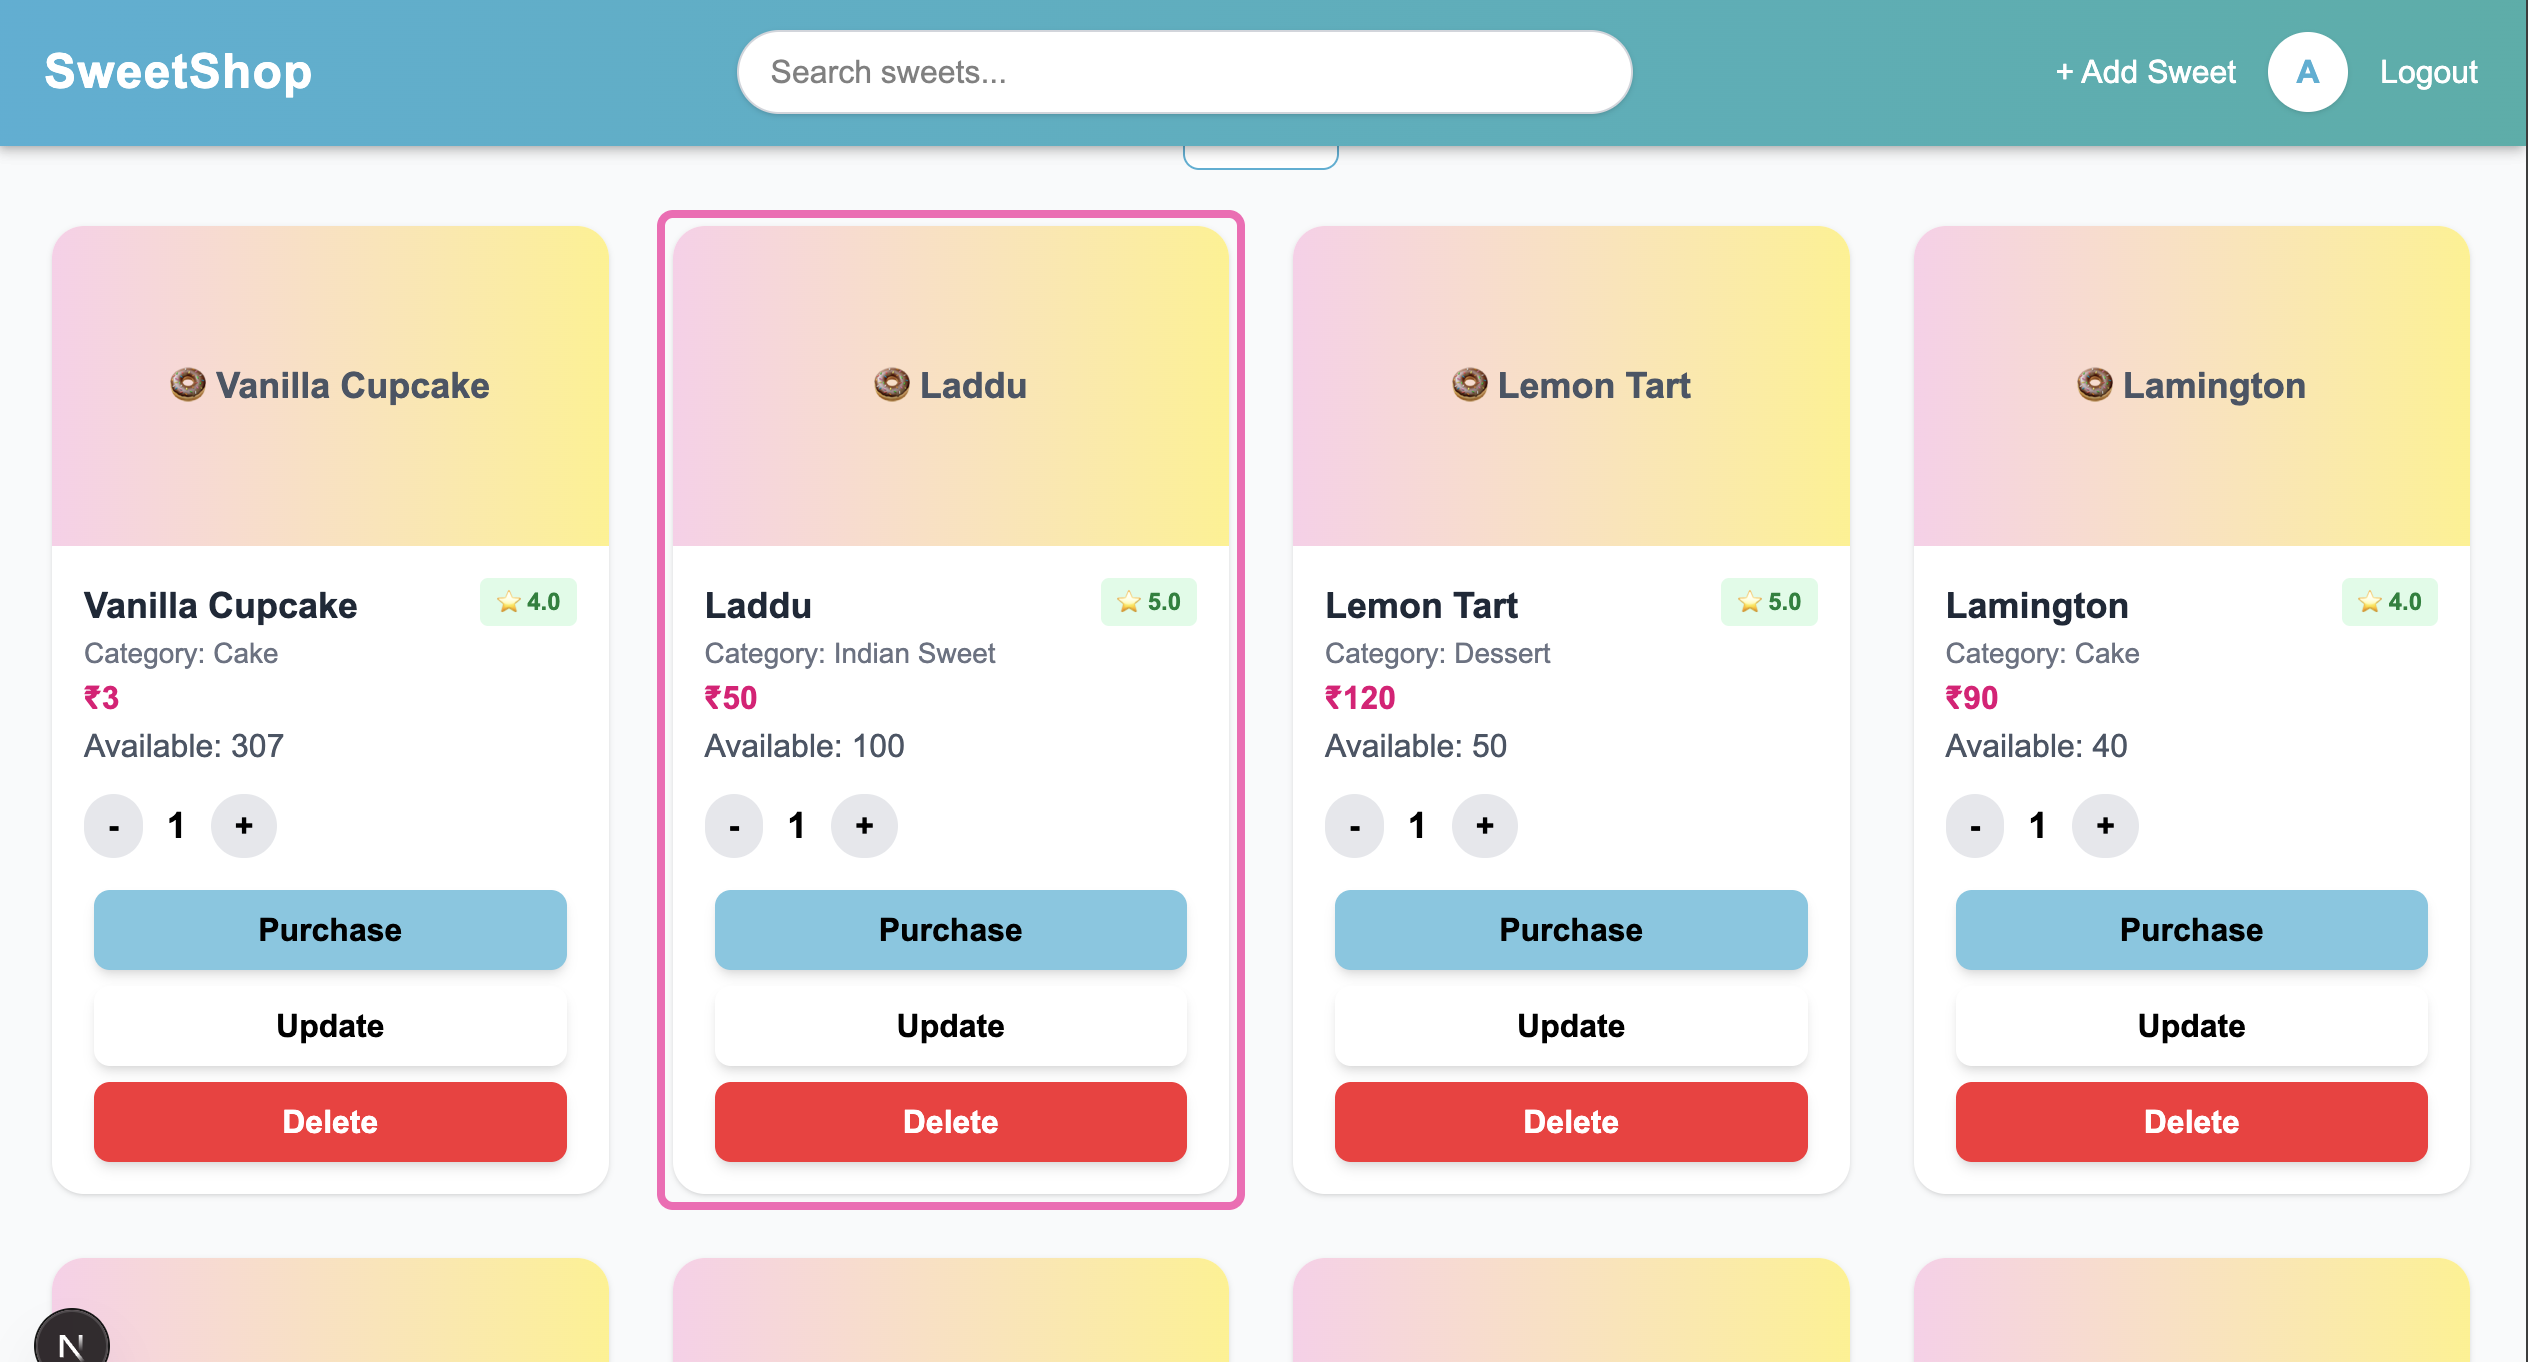 SweetShop
Search sweets...
+ Add Sweet
A
Logout
🍩 Vanilla Cupcake
Vanilla Cupcake
⭐ 4.0
Category: Cake
₹3
Available: 307
- 1 +
Purchase
Update
Delete
🍩 Laddu
Laddu
⭐ 5.0
Category: Indian Sweet
₹50
Available: 100
- 1 +
Purchase
Update
Delete
🍩 Lemon Tart
Lemon Tart
⭐ 5.0
Category: Dessert
₹120
Available: 50
- 1 +
Purchase
Update
Delete
🍩 Lamington
Lamington
⭐ 4.0
Category: Cake
₹90
Available: 40
- 1 +
Purchase
Update
Delete
N